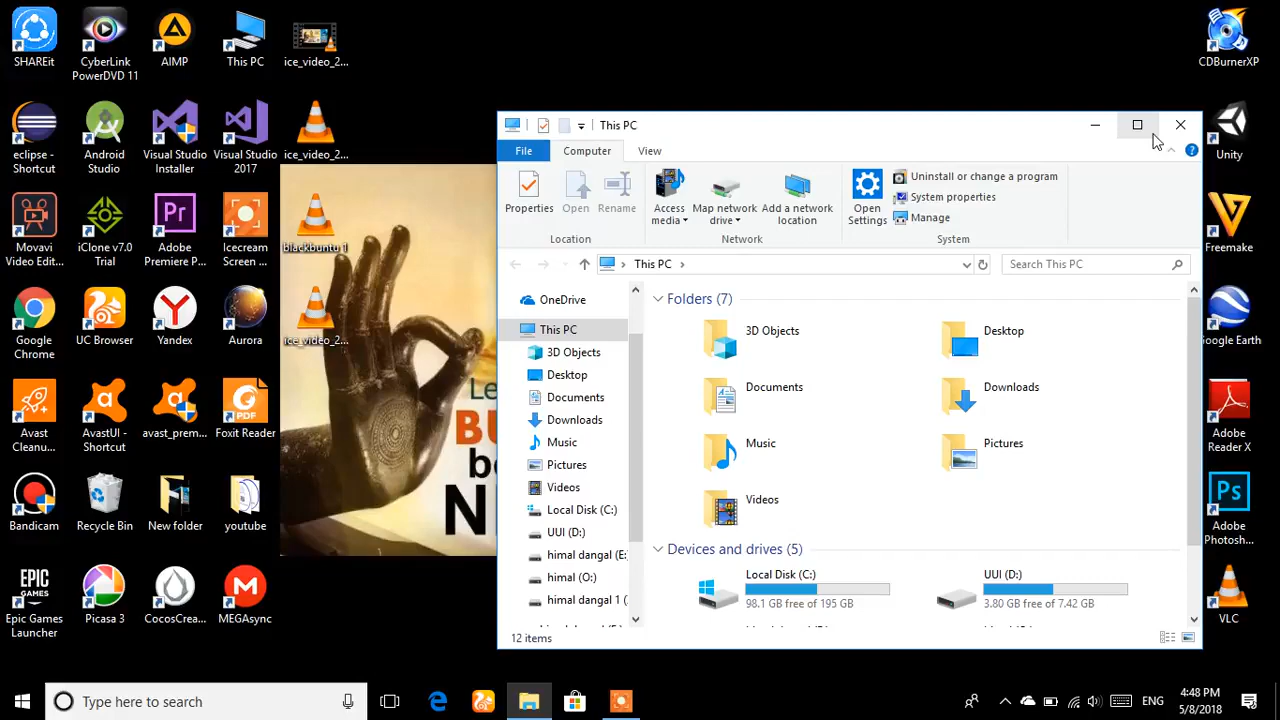 SHAREit
CyberLink
PowerDVD 11
AIMP
This PC
ice_video_2...
CDBurnerXP
eclipse -
Shortcut
Android
Studio
Visual Studio
Installer
Visual Studio
2017
ice_video_2...
Unity
Movavi
Video Edit...
iClone v7.0
Trial
Adobe
Premiere P...
Icecream
Screen ...
blackbuntu 1
Freemake
Google
Chrome
UC Browser
Yandex
Aurora
ice_video_2...
Google Earth
Avast
Cleanu...
AvastUI -
Shortcut
avast_prem...
Foxit Reader
Adobe
Reader X
Bandicam
Recycle Bin
New folder
youtube
Adobe
Photosh...
Epic Games
Launcher
Picasa 3
CocosCrea...
MEGAsync
VLC
Le
BU
be
N
This PC
File
Computer
View
Properties
Open
Rename
Access
media
Map network
drive
Add a network
location
Open
Settings
Uninstall or change a program
System properties
Manage
Location
Network
System
This PC
Search This PC
OneDrive
This PC
3D Objects
Desktop
Documents
Downloads
Music
Pictures
Videos
Local Disk (C:)
UUI (D:)
himal dangal (E:
himal (O:)
himal dangal 1 (
Folders (7)
3D Objects
Desktop
Documents
Downloads
Music
Pictures
Videos
Devices and drives (5)
Local Disk (C:)
98.1 GB free of 195 GB
UUI (D:)
3.80 GB free of 7.42 GB
12 items
Type here to search
ENG
4:48 PM
5/8/2018